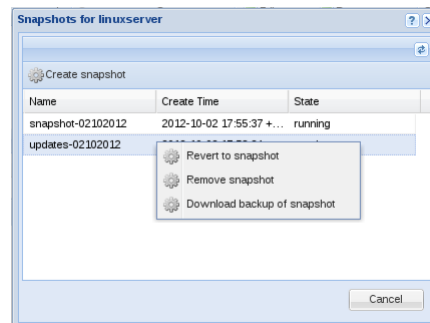 Snapshots for linuxserver
Create snapshot
Name Create Time State
snapshot-02102012 2012-10-02 17:55:37 +... running
updates-02102012
Revert to snapshot
Remove snapshot
Download backup of snapshot
Cancel